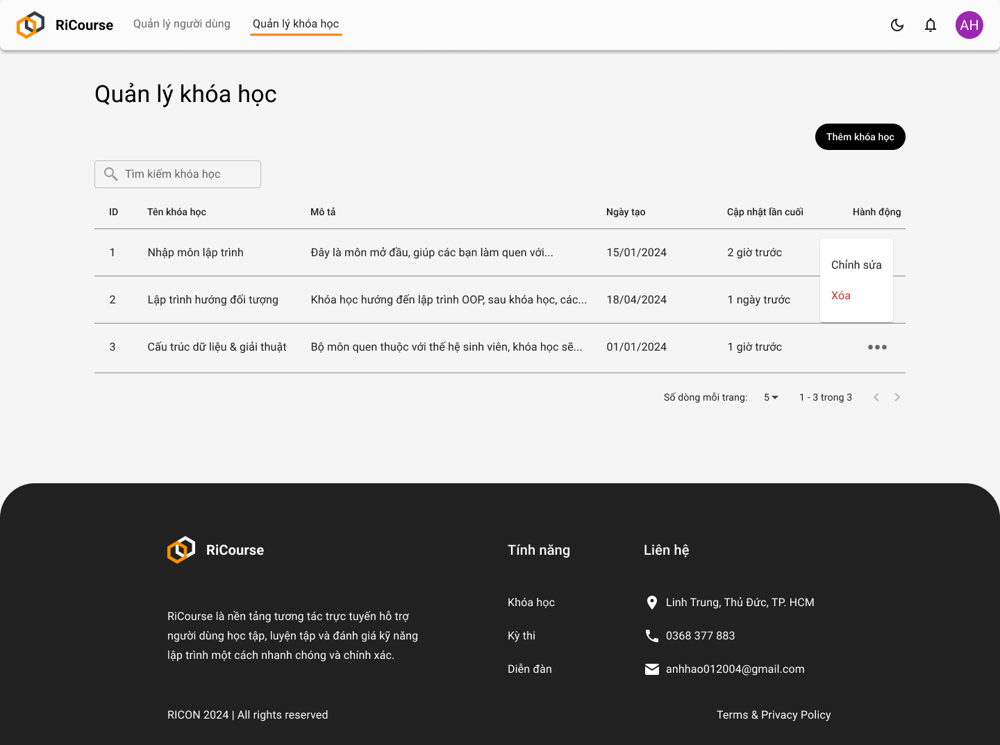 RiCourse
Quản lý người dùng
Quản lý khóa học
AH
Quản lý khóa học
Thêm khóa học
Tìm kiếm khóa học
ID Tên khóa học Mô tả Ngày tạo Cập nhật lần cuối Hành động
1 Nhập môn lập trình Đây là môn mở đầu, giúp các bạn làm quen với... 15/01/2024 2 giờ trước
Chỉnh sửa
2 Lập trình hướng đối tượng Khóa học hướng đến lập trình OOP, sau khóa học, các... 18/04/2024 1 ngày trước
Xóa
3 Cấu trúc dữ liệu & giải thuật Bộ môn quen thuộc với thế hệ sinh viên, khóa học sẽ... 01/01/2024 1 giờ trước
Số dòng mỗi trang: 5 1 - 3 trong 3
RiCourse
RiCourse là nền tảng tương tác trực tuyến hỗ trợ
người dùng học tập, luyện tập và đánh giá kỹ năng
lập trình một cách nhanh chóng và chính xác.
Tính năng
Khóa học
Kỳ thi
Diễn đàn
Liên hệ
Linh Trung, Thủ Đức, TP. HCM
0368 377 883
anhhao012004@gmail.com
RICON 2024 | All rights reserved
Terms & Privacy Policy